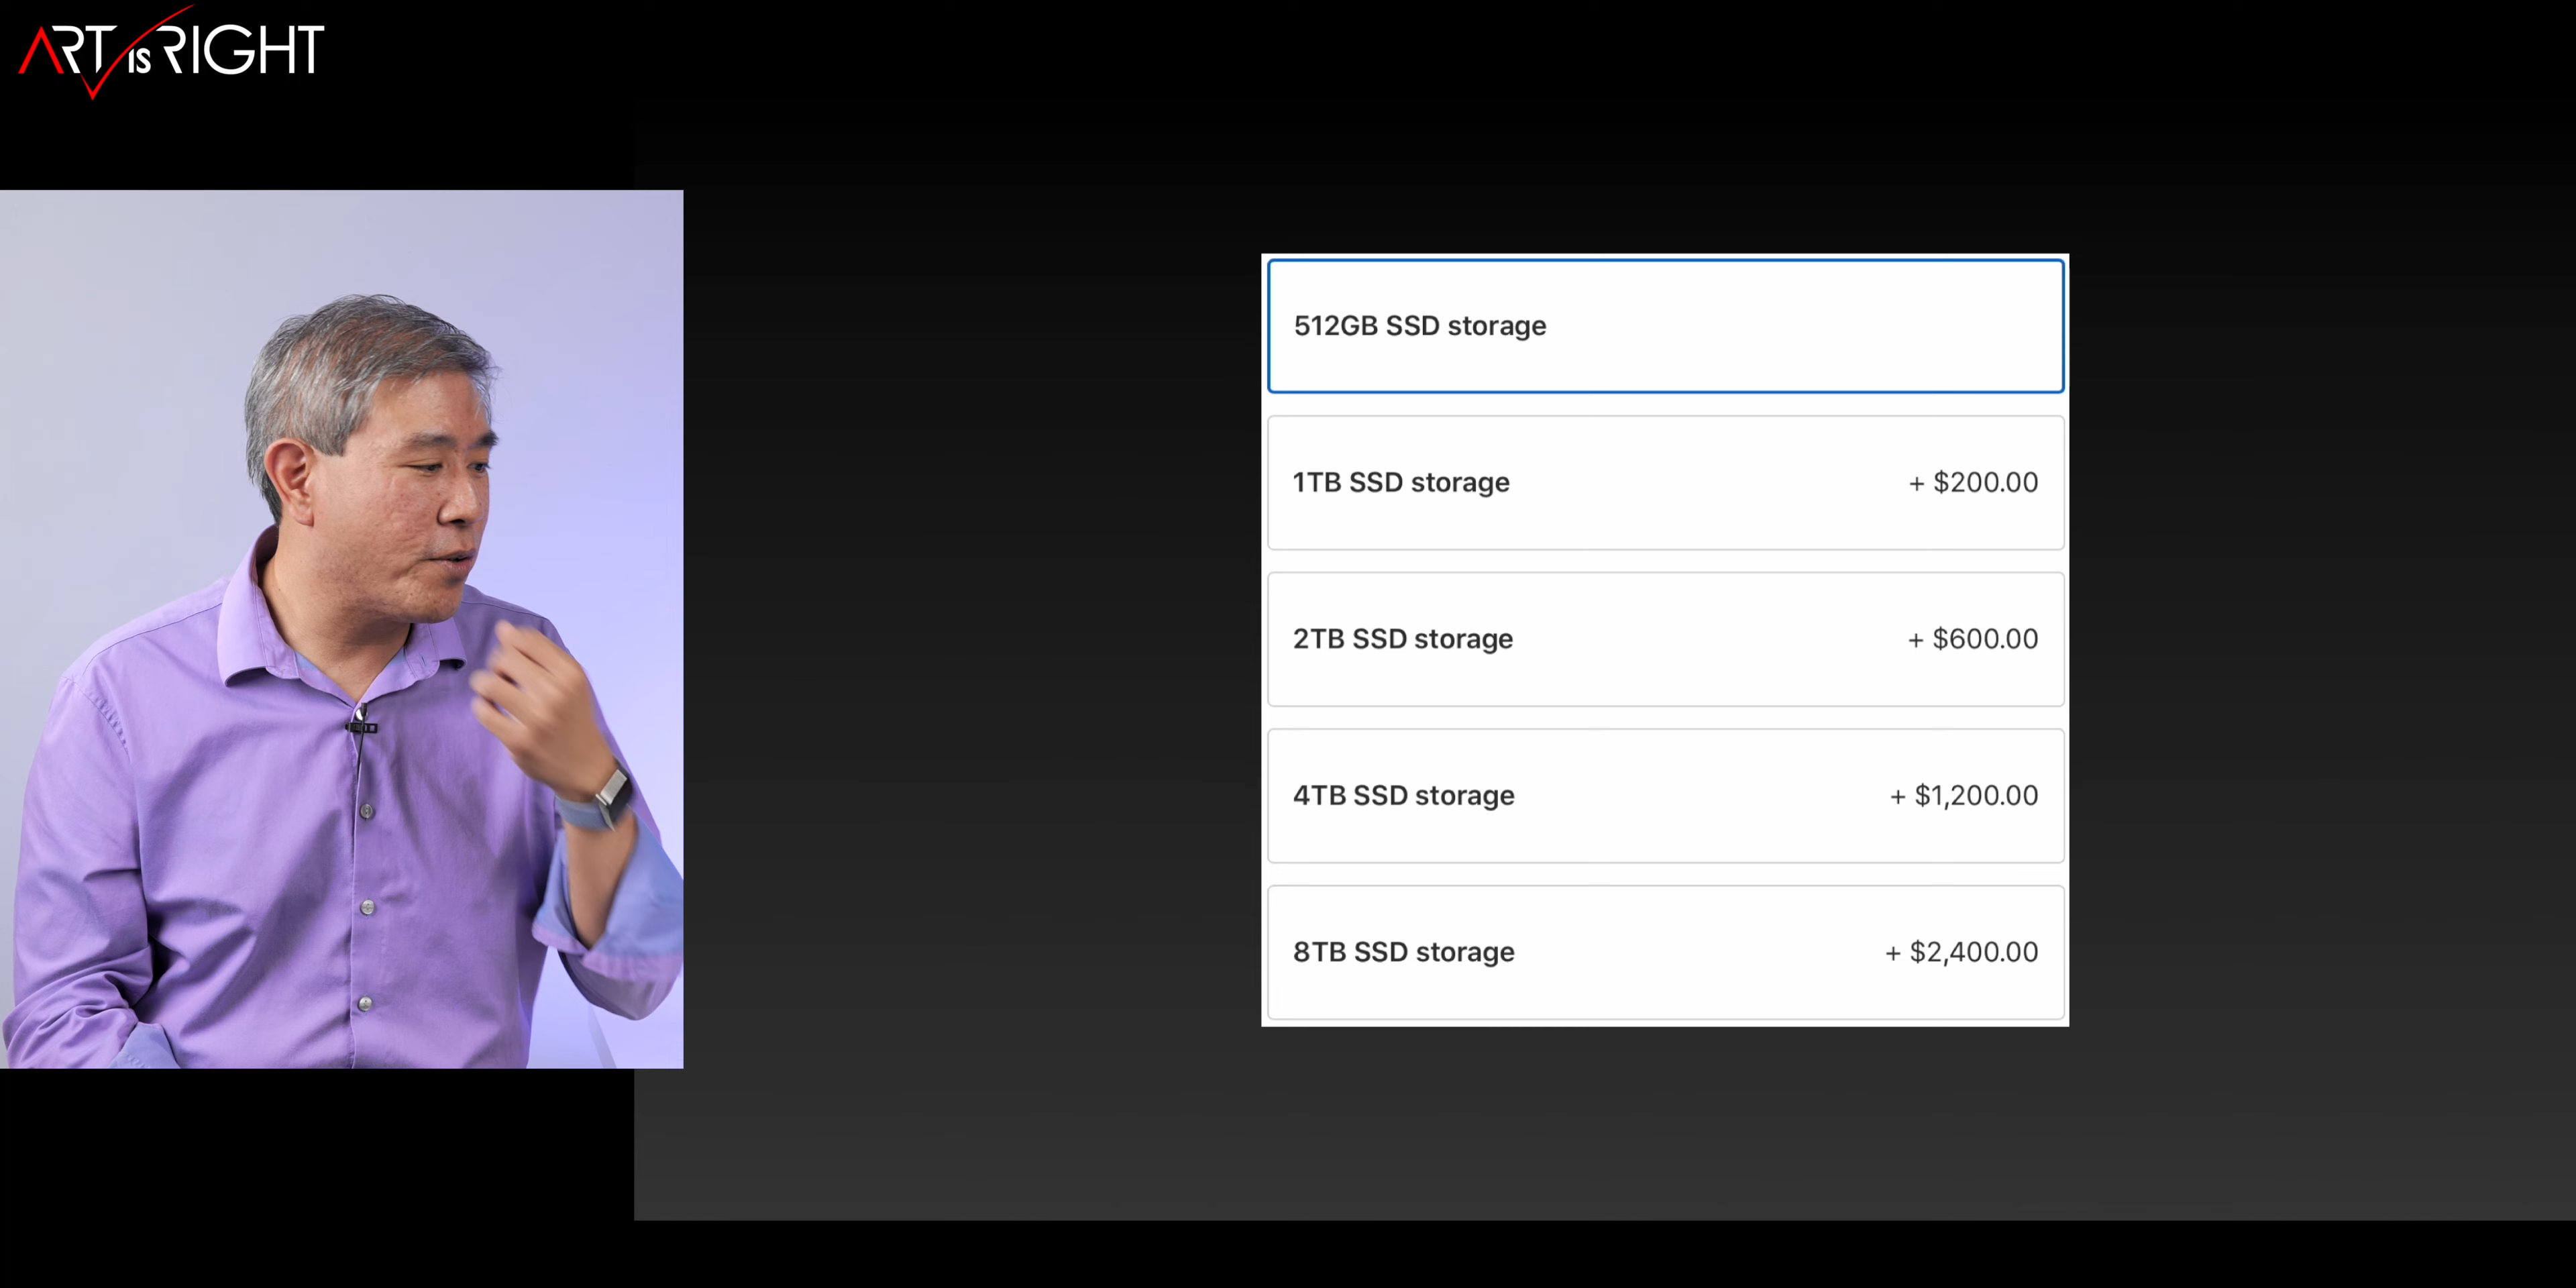 ART IS RIGHT
512GB SSD storage
1TB SSD storage + $200.00
2TB SSD storage + $600.00
4TB SSD storage + $1,200.00
8TB SSD storage + $2,400.00